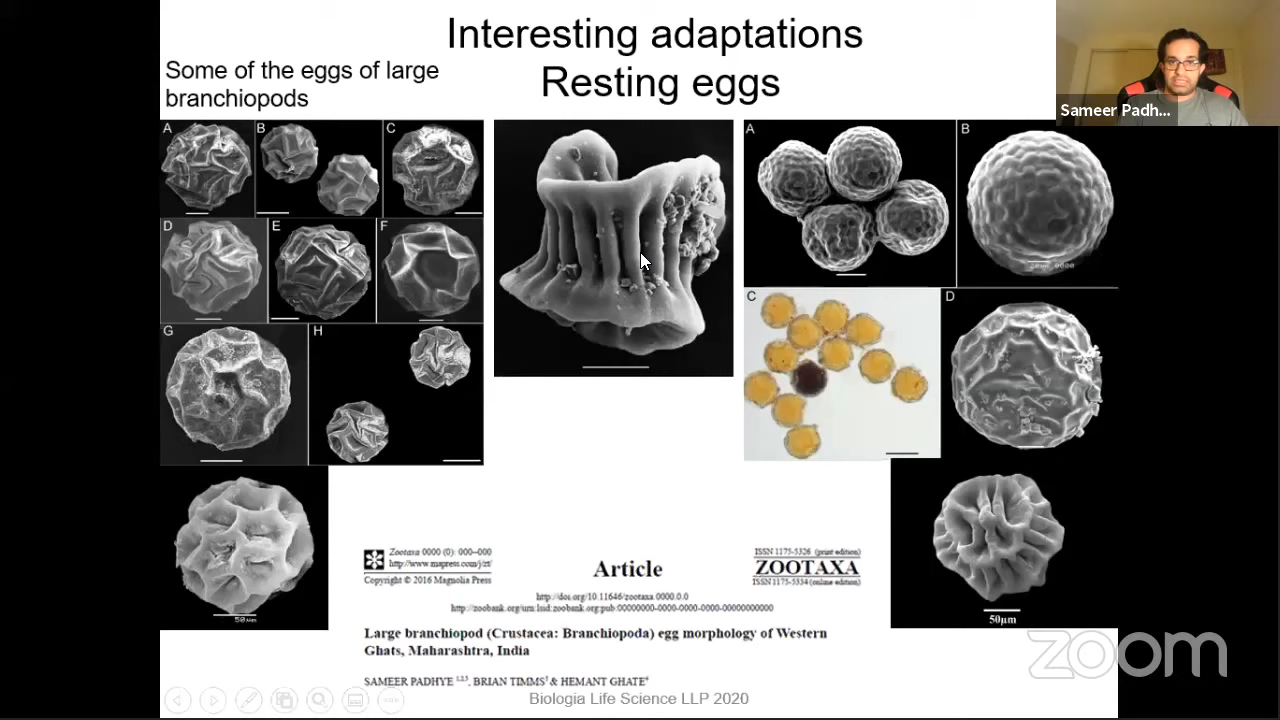 Interesting adaptations
Resting eggs
Some of the eggs of large
branchiopods
Sameer Padh...
A
B
C
D
E
F
G
H
A
B
C
D
50μm
50μm
Zootaxa 0000 (0): 000–000
http://www.mapress.com/j/zt/
Copyright © 2016 Magnolia Press
Article
ISSN 1175-5326 (print edition)
ZOOTAXA
ISSN 1175-5334 (online edition)
http://doi.org/10.11646/zootaxa.0000.0.0
http://zoobank.org/urn:lsid:zoobank.org:pub:00000000-0000-0000-0000-00000000000
Large branchiopod (Crustacea: Branchiopoda) egg morphology of Western
Ghats, Maharashtra, India
SAMEER PADHYE 1,2,5, BRIAN TIMMS3 & HEMANT GHATE4
Biologia Life Science LLP 2020
zoom